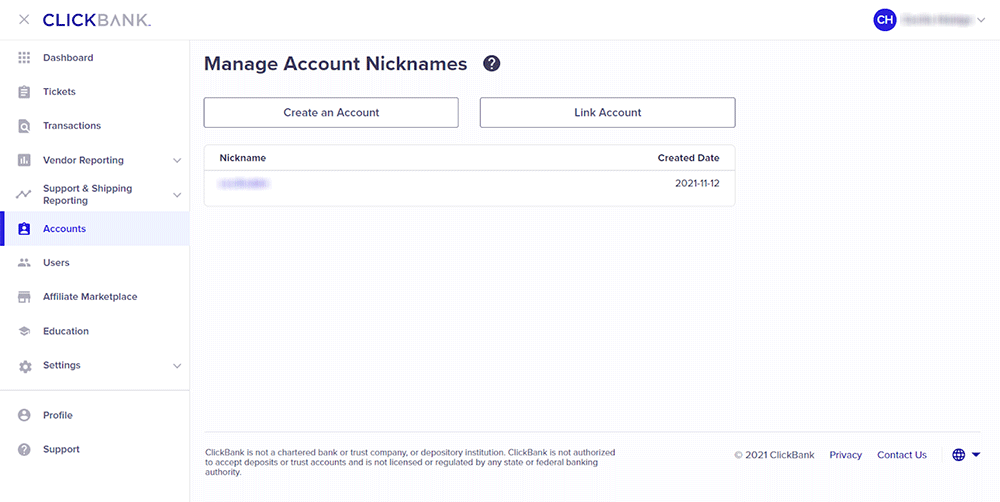 CLICKBANK.
CH
Dashboard
Tickets
Transactions
Vendor Reporting
Support & Shipping
Reporting
Accounts
Users
Affiliate Marketplace
Education
Settings
Profile
Support
Manage Account Nicknames ?
Create an Account
Link Account
Nickname Created Date
2021-11-12
ClickBank is not a chartered bank or trust company, or depository institution. ClickBank is not authorized
to accept deposits or trust accounts and is not licensed or regulated by any state or federal banking
authority.
© 2021 ClickBank Privacy Contact Us